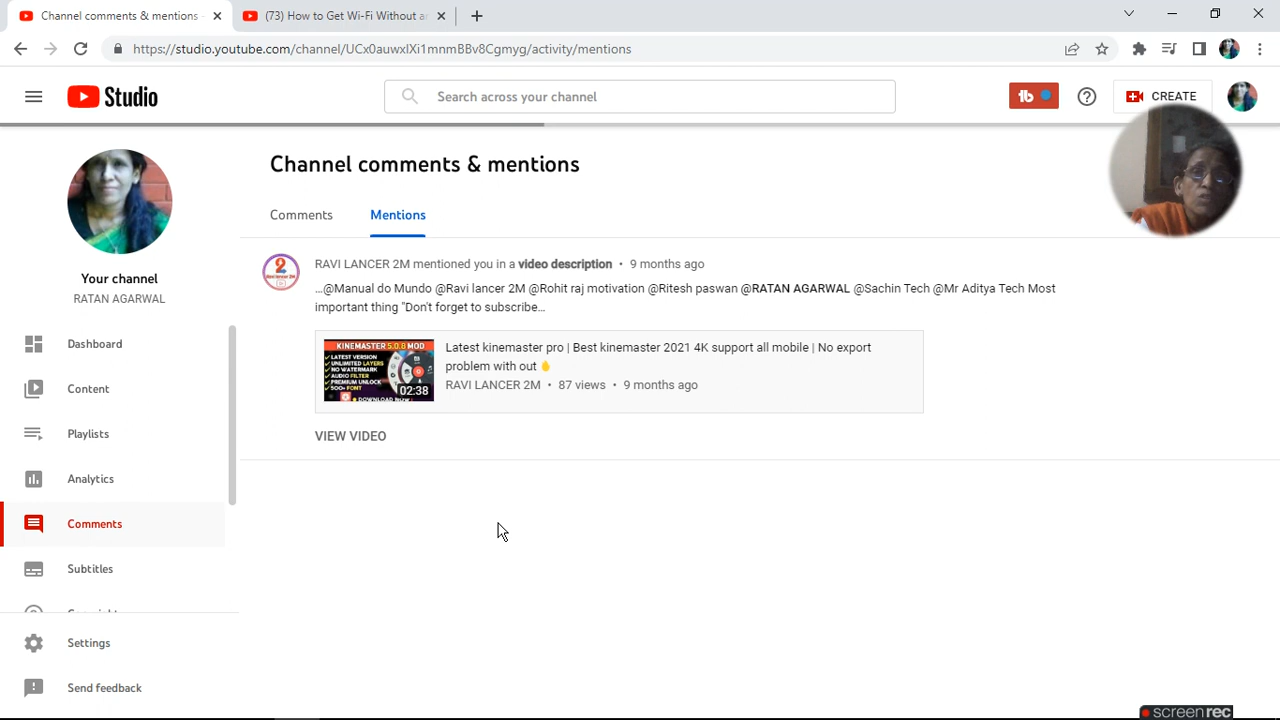 Channel comments & mentions -
(73) How to Get Wi-Fi Without a
https://studio.youtube.com/channel/UCx0auwxIXi1mnmBBv8Cgmyg/activity/mentions
Studio
Search across your channel
CREATE
Your channel
RATAN AGARWAL
Dashboard
Content
Playlists
Analytics
Comments
Subtitles
Settings
Send feedback
Channel comments & mentions
Comments
Mentions
RAVI LANCER 2M mentioned you in a video description • 9 months ago
…@Manual do Mundo @Ravi lancer 2M @Rohit raj motivation @Ritesh paswan @RATAN AGARWAL @Sachin Tech @Mr Aditya Tech Most
important thing "Don't forget to subscribe…
KINEMASTER 5.0.8 MOD
LATEST VERSION
UNLIMITED LAYERS
NO WATERMARK
AUDIO FILTER
PREMIUM UNLOCK
500+ FONT
DOWNLOAD NOW
02:38
Latest kinemaster pro | Best kinemaster 2021 4K support all mobile | No export
problem with out
RAVI LANCER 2M • 87 views • 9 months ago
VIEW VIDEO
screenrec